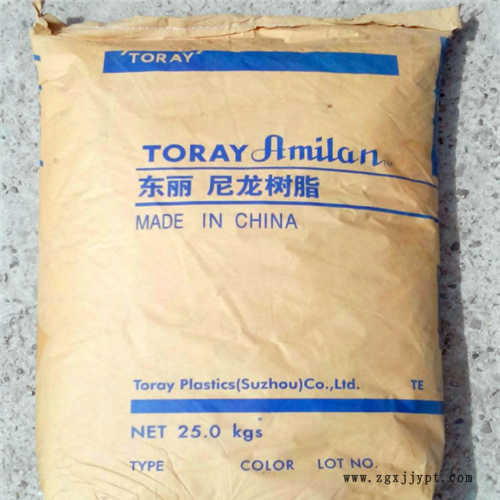 'TORAY'
TORAY Amilan™
东丽 尼龙树脂
MADE IN CHINA
Toray Plastics(Suzhou)Co.,Ltd. TE
NET 25.0 kgs
TYPE COLOR LOT NO.
www.zgxjjypt.com